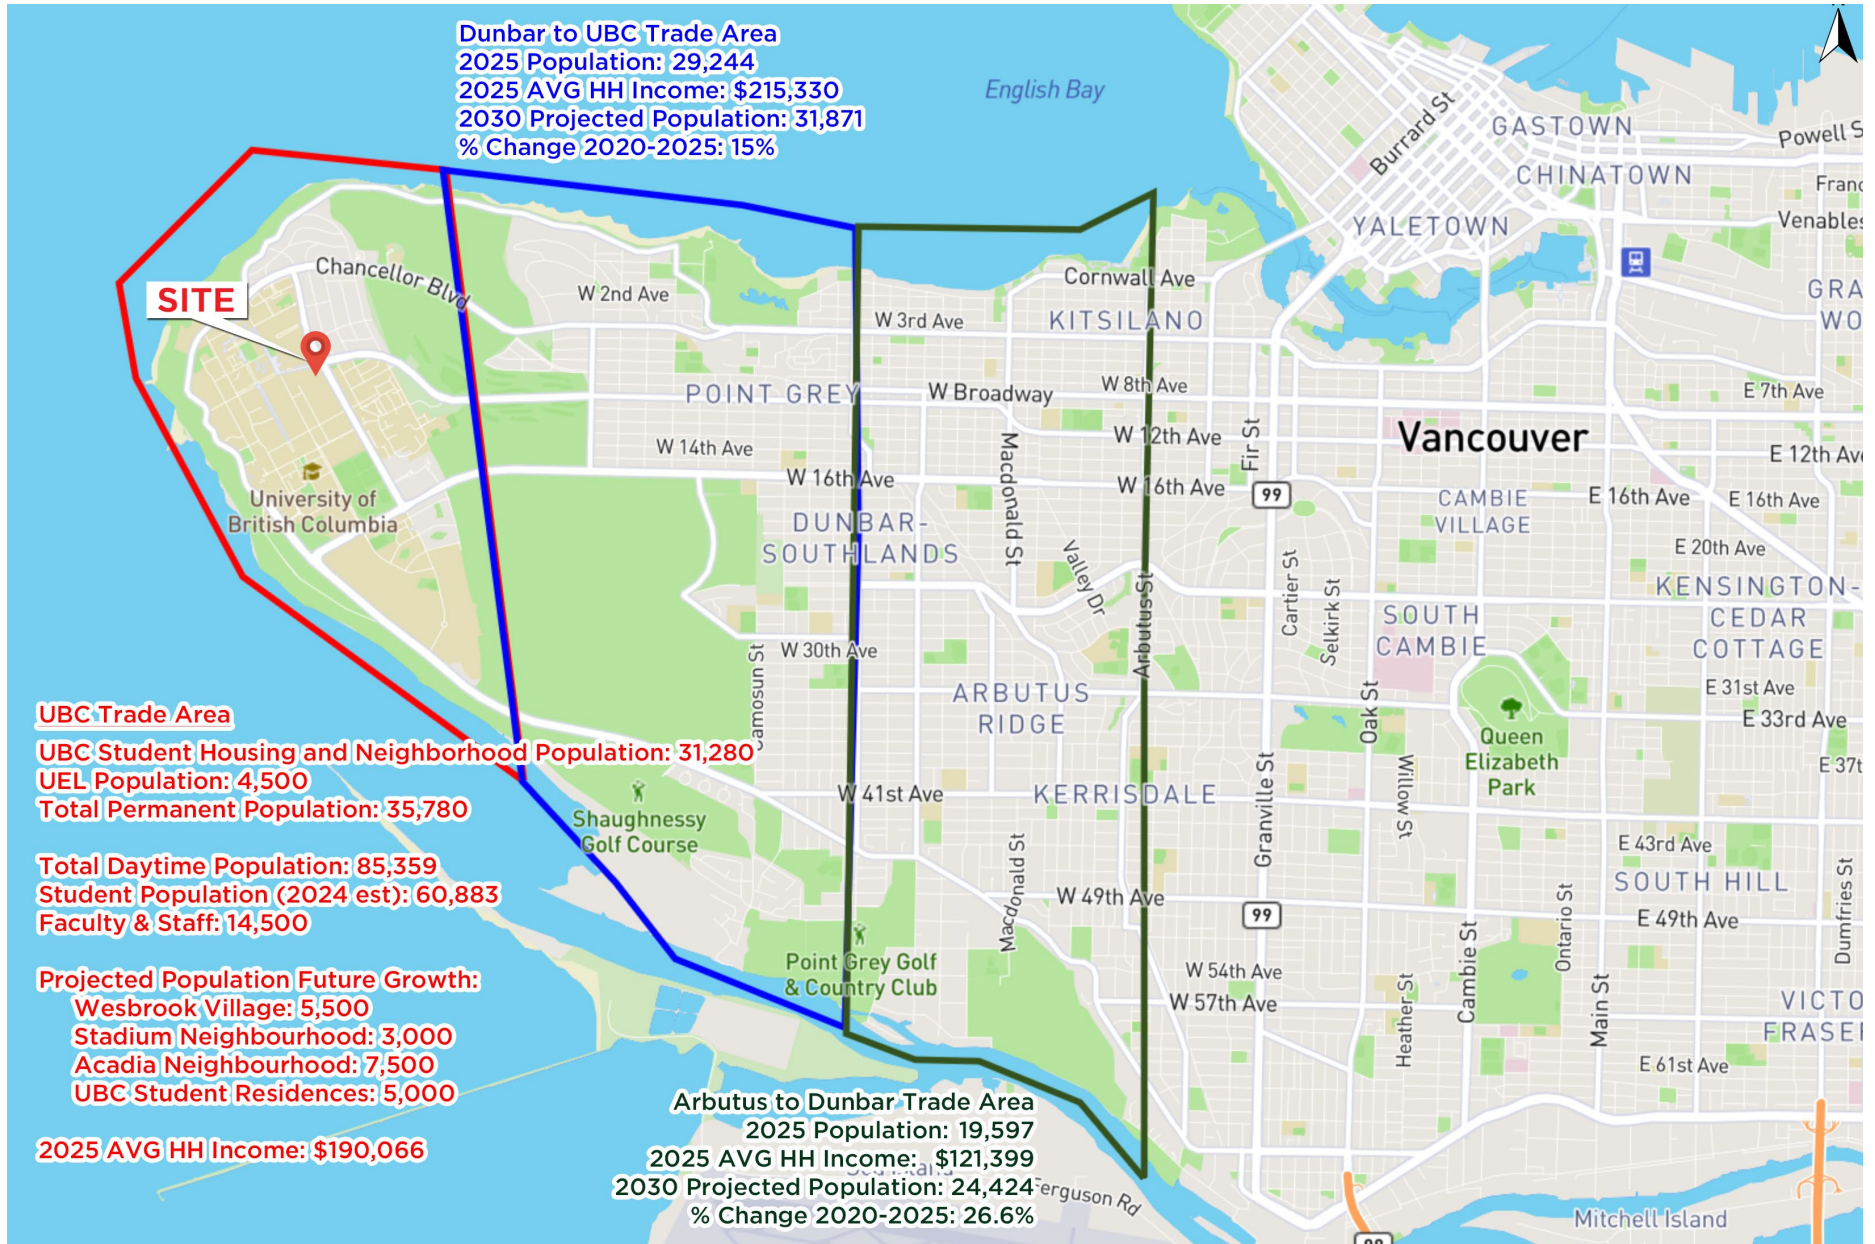 Dunbar to UBC Trade Area
2025 Population: 29,244
2025 AVG HH Income: $215,330
2030 Projected Population: 31,871
% Change 2020-2025: 15%
English Bay
Burrard St
GASTOWN
Powell S
CHINATOWN
Franc
Venables
YALETOWN
GRA
WO
SITE
Chancellor Blvd
W 2nd Ave
Cornwall Ave
W 3rd Ave
KITSILANO
POINT GREY
W Broadway
W 8th Ave
E 7th Ave
W 14th Ave
Macdonald St
W 12th Ave
Fir St
Vancouver
E 12th Ave
W 16th Ave
W 16th Ave
99
CAMBIE
VILLAGE
E 16th Ave
E 16th Ave
University of
British Columbia
DUNBAR-
SOUTHLANDS
Valley Dr
Arbutus St
Cartier St
Selkirk St
E 20th Ave
KENSINGTON-
CEDAR
COTTAGE
SOUTH
CAMBIE
W 30th Ave
Camosun St
ARBUTUS
RIDGE
Oak St
E 31st Ave
E 33rd Ave
Queen
Elizabeth
Park
E 37t
UBC Trade Area
UBC Student Housing and Neighborhood Population: 31,280
UEL Population: 4,500
Total Permanent Population: 35,780
Total Daytime Population: 85,359
Student Population (2024 est): 60,883
Faculty & Staff: 14,500
Projected Population Future Growth:
Wesbrook Village: 5,500
Stadium Neighbourhood: 3,000
Acadia Neighbourhood: 7,500
UBC Student Residences: 5,000
2025 AVG HH Income: $190,066
Shaughnessy
Golf Course
W 41st Ave
KERRISDALE
Granville St
Willow St
Macdonald St
W 49th Ave
E 43rd Ave
SOUTH HILL
E 49th Ave
Dumfries St
99
Ontario St
Cambie St
Point Grey Golf
& Country Club
W 54th Ave
W 57th Ave
Heather St
Main St
VICTO
FRASER
E 61st Ave
Arbutus to Dunbar Trade Area
2025 Population: 19,597
2025 AVG HH Income: $121,399
2030 Projected Population: 24,424
% Change 2020-2025: 26.6%
Ferguson Rd
Mitchell Island
99